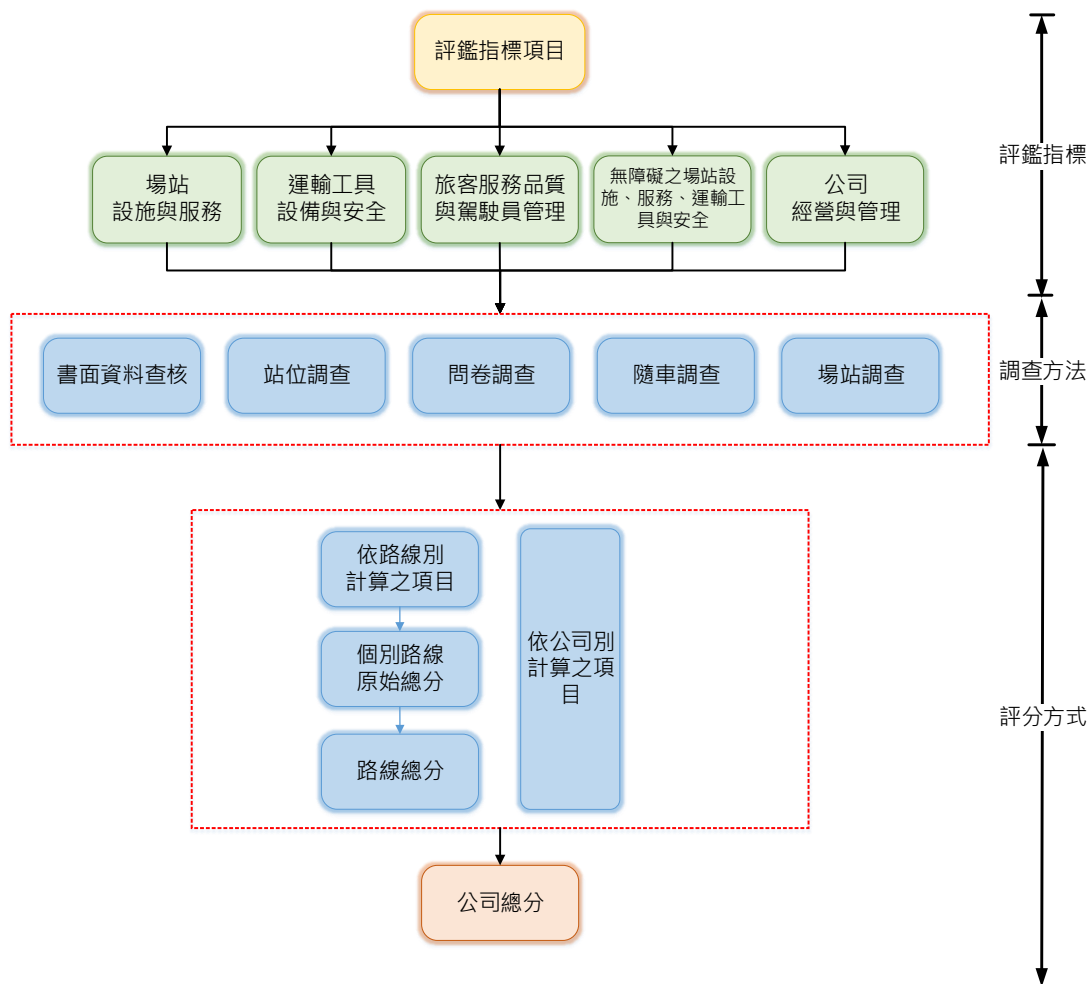 評鑑指標項目
評鑑指標
場站
設施與服務
運輸工具
設備與安全
旅客服務品質
與駕駛員管理
無障礙之場站設
施、服務、運輸工
具與安全
公司
經營與管理
書面資料查核
站位調查
問卷調查
隨車調查
場站調查
調查方法
依路線別
計算之項目
個別路線
原始總分
路線總分
依公司別
計算之項
目
評分方式
公司總分